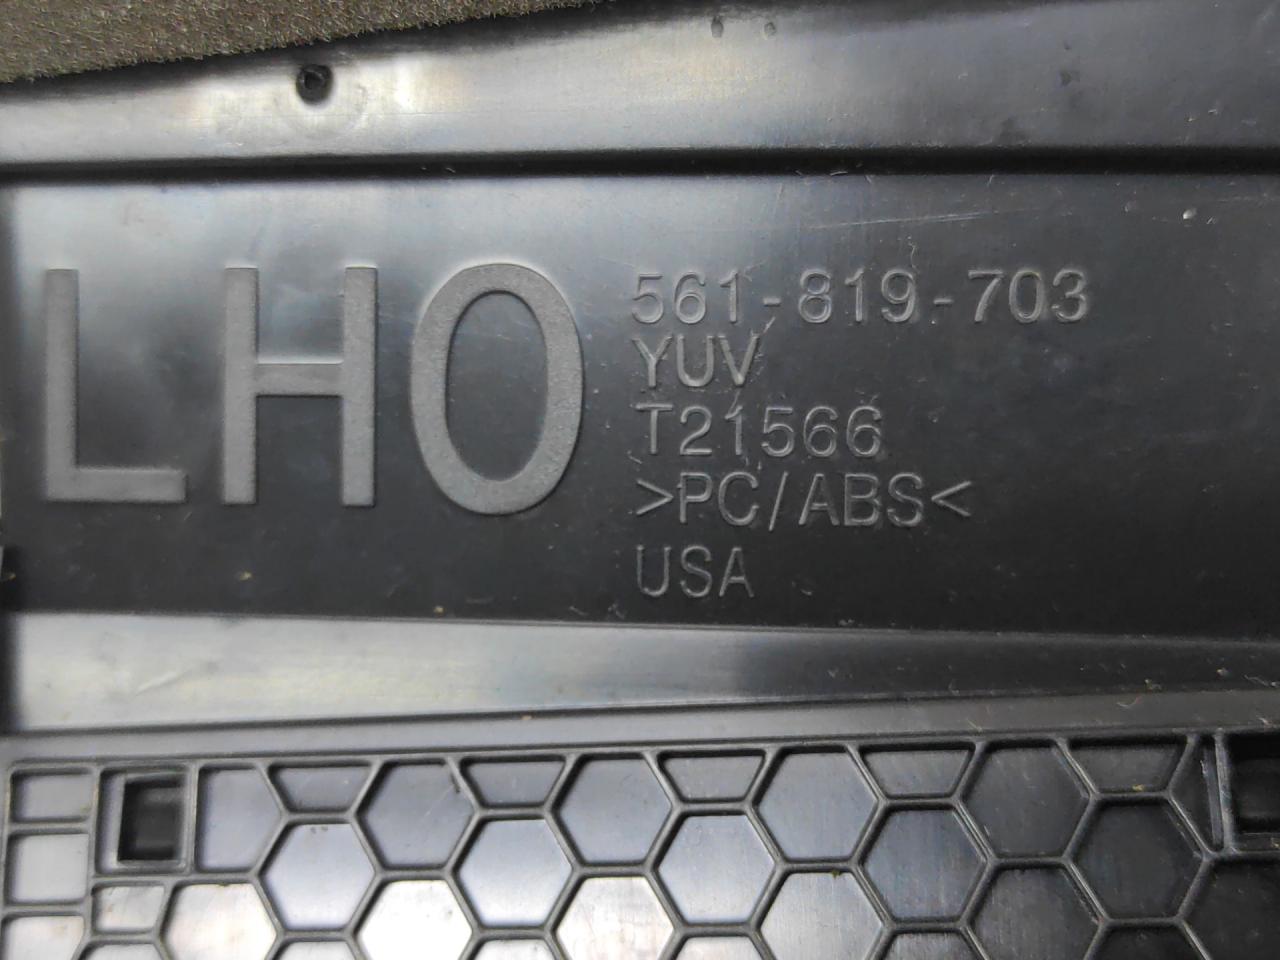 LHO
561-819-703
YUV
T21566
>PC/ABS<
USA